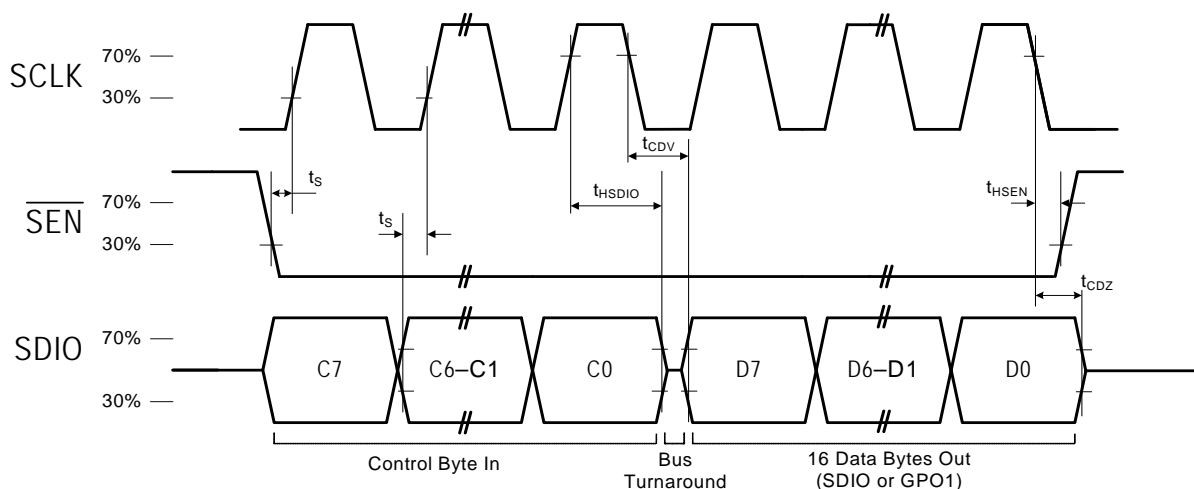 SCLK
70%
30%
tCDV
tS
tHSDIO
tHSEN
SEN
70%
30%
tS
tCDZ
SDIO
70%
30%
C7
C6–C1
C0
D7
D6–D1
D0
Control Byte In
Bus
Turnaround
16 Data Bytes Out
(SDIO or GPO1)